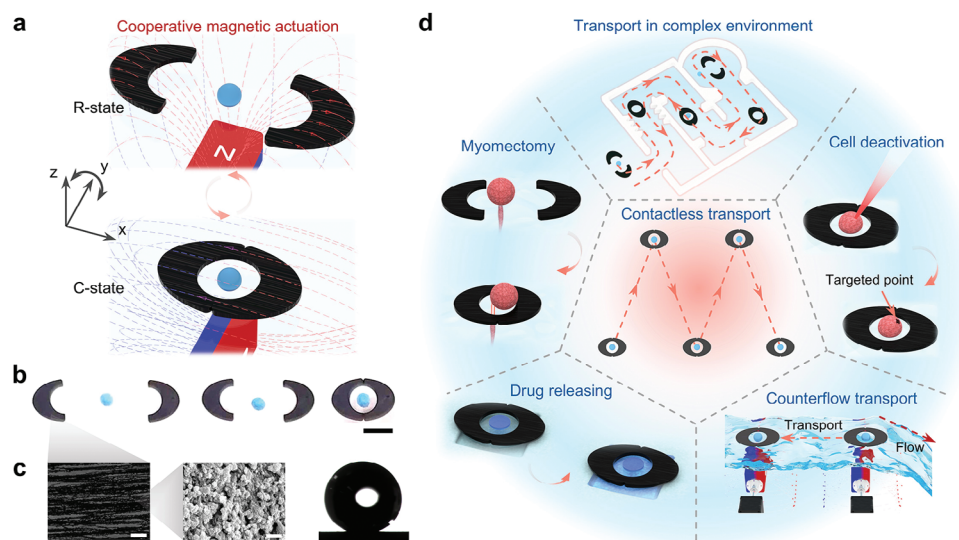 a
Cooperative magnetic actuation
R-state
N
z
y
x
C-state
b
c
d
Transport in complex environment
Myomectomy
Cell deactivation
Contactless transport
Targeted point
Drug releasing
Counterflow transport
Transport
Flow